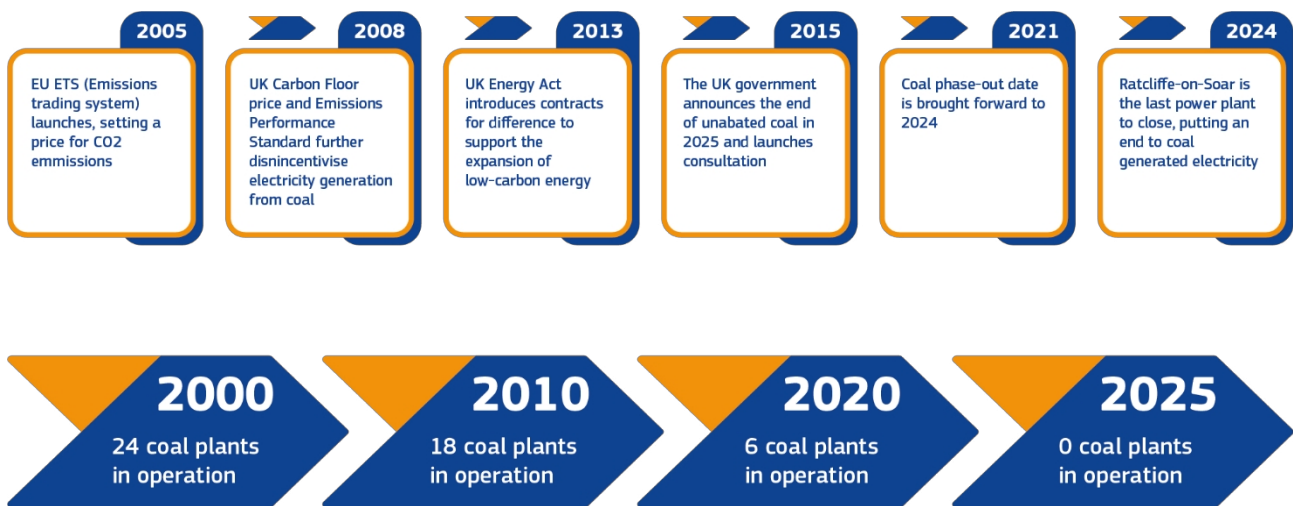 2005
EU ETS (Emissions
trading system)
launches, setting a
price for CO2
emmissions
2008
UK Carbon Floor
price and Emissions
Performance
Standard further
disnincentivise
electricity generation
from coal
2013
UK Energy Act
introduces contracts
for difference to
support the
expansion of
low-carbon energy
2015
The UK government
announces the end
of unabated coal in
2025 and launches
consultation
2021
Coal phase-out date
is brought forward to
2024
2024
Ratcliffe-on-Soar is
the last power plant
to close, putting an
end to coal
generated electricity
2000
24 coal plants
in operation
2010
18 coal plants
in operation
2020
6 coal plants
in operation
2025
0 coal plants
in operation